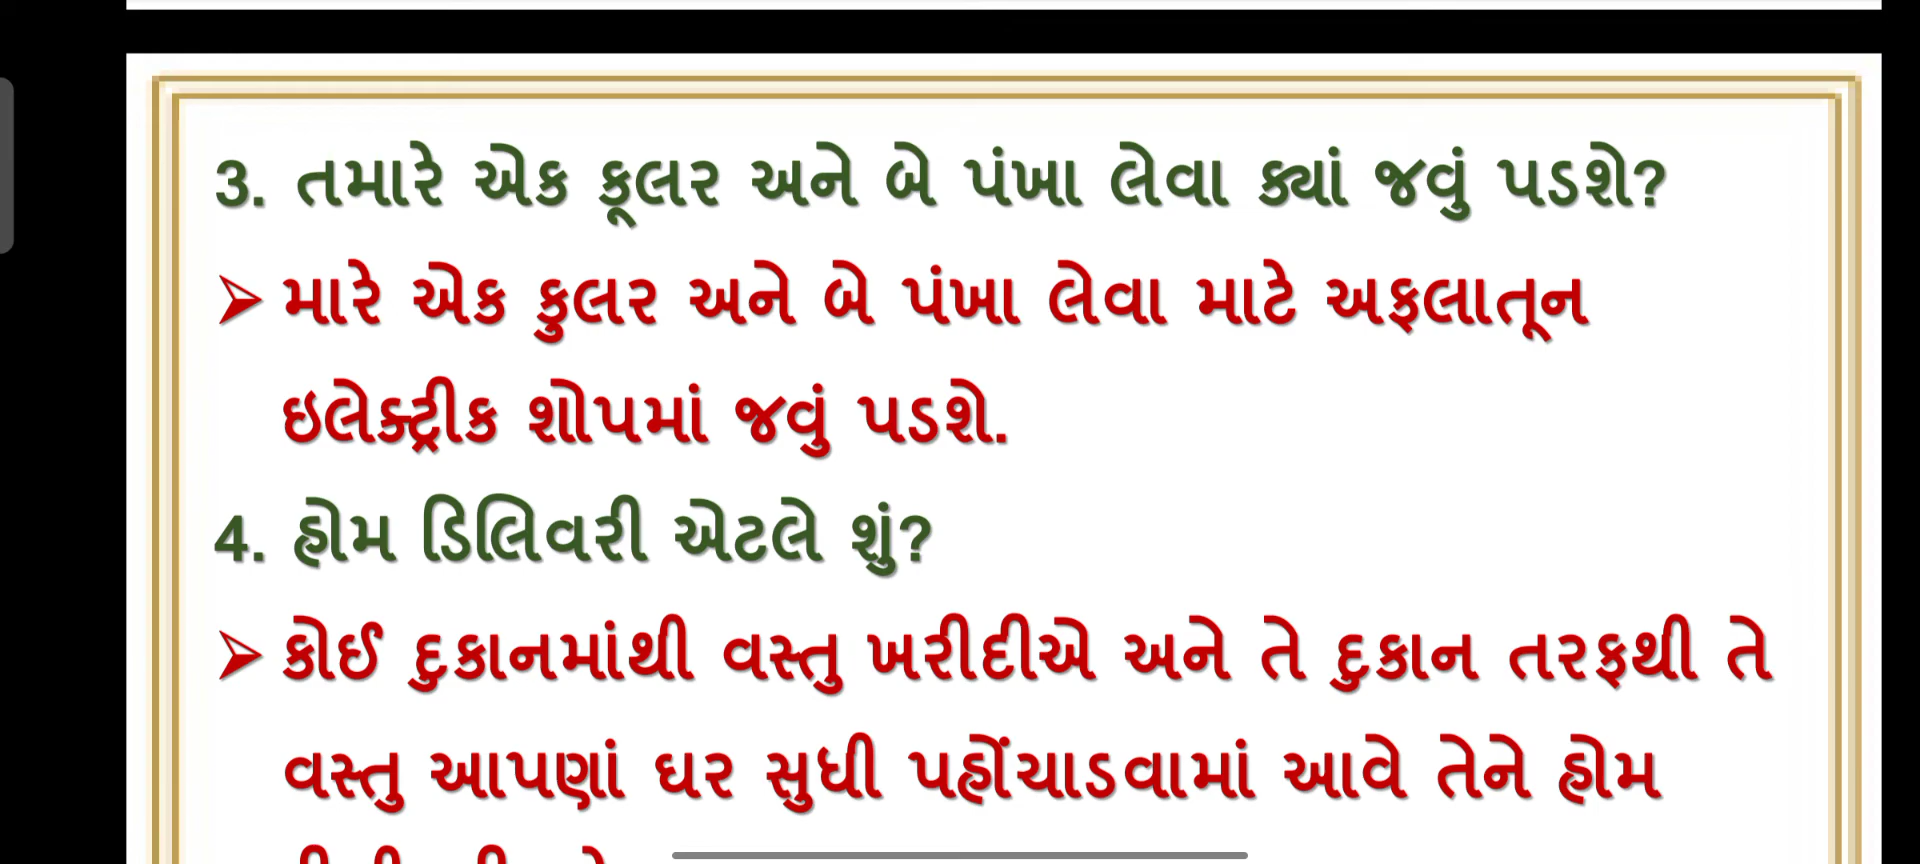 3. તમારે એક કૂલર અને બે પંખા લેવા ક્યાં જવું પડશે?
➢ મારે એક કુલર અને બે પંખા લેવા માટે અફલાતૂન
ઇલેક્ટ્રીક શોપમાં જવું પડશે.
4. હોમ ડિલિવરી એટલે શું?
➢ કોઈ દુકાનમાંથી વસ્તુ ખરીદીએ અને તે દુકાન તરફથી તે
વસ્તુ આપણાં ઘર સુધી પહોંચાડવામાં આવે તેને હોમ